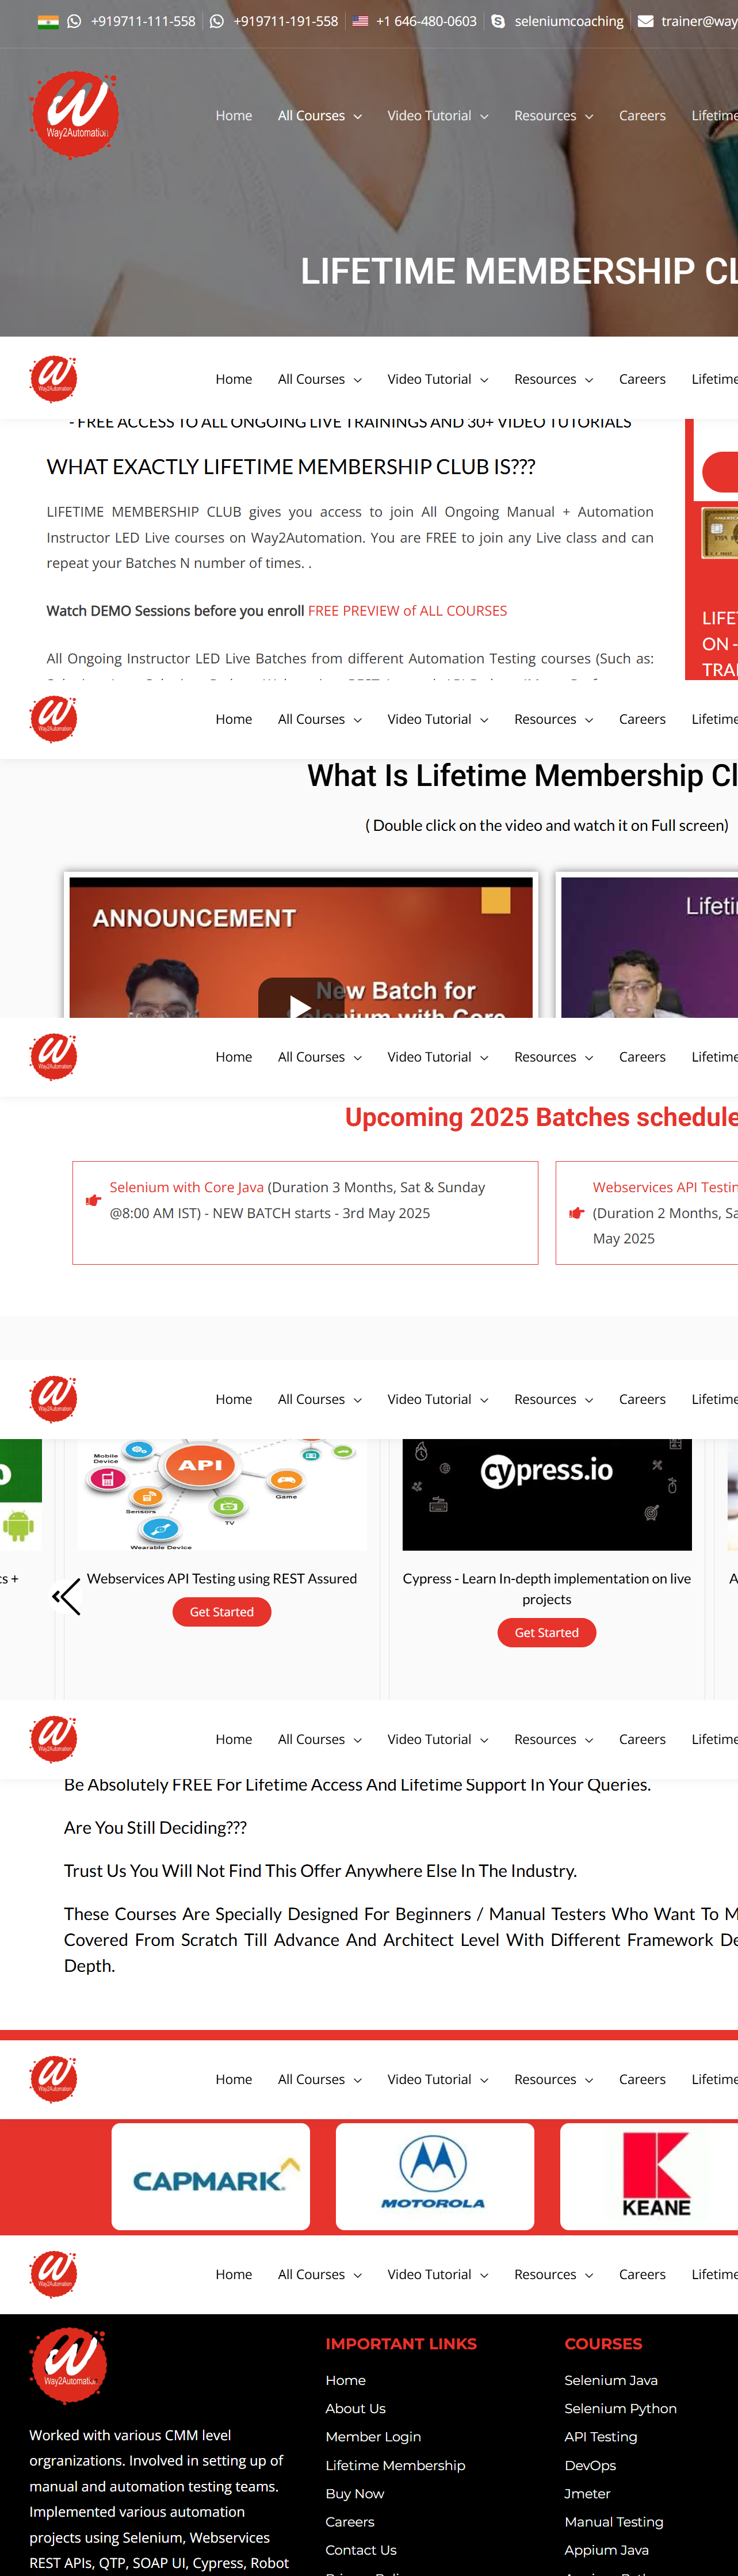 +919711-111-558 +919711-191-558 +1 646-480-0603 seleniumcoaching trainer@way
Way2Automation
Home All Courses Video Tutorial Resources Careers Lifetime
LIFETIME MEMBERSHIP CL
Way2Automation
Home All Courses Video Tutorial Resources Careers Lifetime
- FREE ACCESS TO ALL ONGOING LIVE TRAININGS AND 30+ VIDEO TUTORIALS
WHAT EXACTLY LIFETIME MEMBERSHIP CLUB IS???
LIFETIME MEMBERSHIP CLUB gives you access to join All Ongoing Manual + Automation
Instructor LED Live courses on Way2Automation. You are FREE to join any Live class and can
repeat your Batches N number of times. .
Watch DEMO Sessions before you enroll FREE PREVIEW of ALL COURSES
All Ongoing Instructor LED Live Batches from different Automation Testing courses (Such as:
LIFE
ON -
TRAI
Way2Automation
Home All Courses Video Tutorial Resources Careers Lifetime
What Is Lifetime Membership Cl
( Double click on the video and watch it on Full screen)
ANNOUNCEMENT
New Batch for
Selenium with Core
Lifeti
Way2Automation
Home All Courses Video Tutorial Resources Careers Lifetime
Upcoming 2025 Batches schedule
Selenium with Core Java (Duration 3 Months, Sat & Sunday
@8:00 AM IST) - NEW BATCH starts - 3rd May 2025
Webservices API Testin
(Duration 2 Months, Sa
May 2025
Way2Automation
Home All Courses Video Tutorial Resources Careers Lifetime
Mobile
Device
API
Sensors
Game
TV
Wearable Device
cypress.io
s +
Webservices API Testing using REST Assured
Get Started
Cypress - Learn In-depth implementation on live
projects
Get Started
A
Way2Automation
Home All Courses Video Tutorial Resources Careers Lifetime
Be Absolutely FREE For Lifetime Access And Lifetime Support In Your Queries.
Are You Still Deciding???
Trust Us You Will Not Find This Offer Anywhere Else In The Industry.
These Courses Are Specially Designed For Beginners / Manual Testers Who Want To M
Covered From Scratch Till Advance And Architect Level With Different Framework De
Depth.
Way2Automation
Home All Courses Video Tutorial Resources Careers Lifetime
CAPMARK
MOTOROLA
KEANE
Way2Automation
Home All Courses Video Tutorial Resources Careers Lifetime
Way2Automation
Worked with various CMM level
orgranizations. Involved in setting up of
manual and automation testing teams.
Implemented various automation
projects using Selenium, Webservices
REST APIs, QTP, SOAP UI, Cypress, Robot
IMPORTANT LINKS
Home
About Us
Member Login
Lifetime Membership
Buy Now
Careers
Contact Us
COURSES
Selenium Java
Selenium Python
API Testing
DevOps
Jmeter
Manual Testing
Appium Java